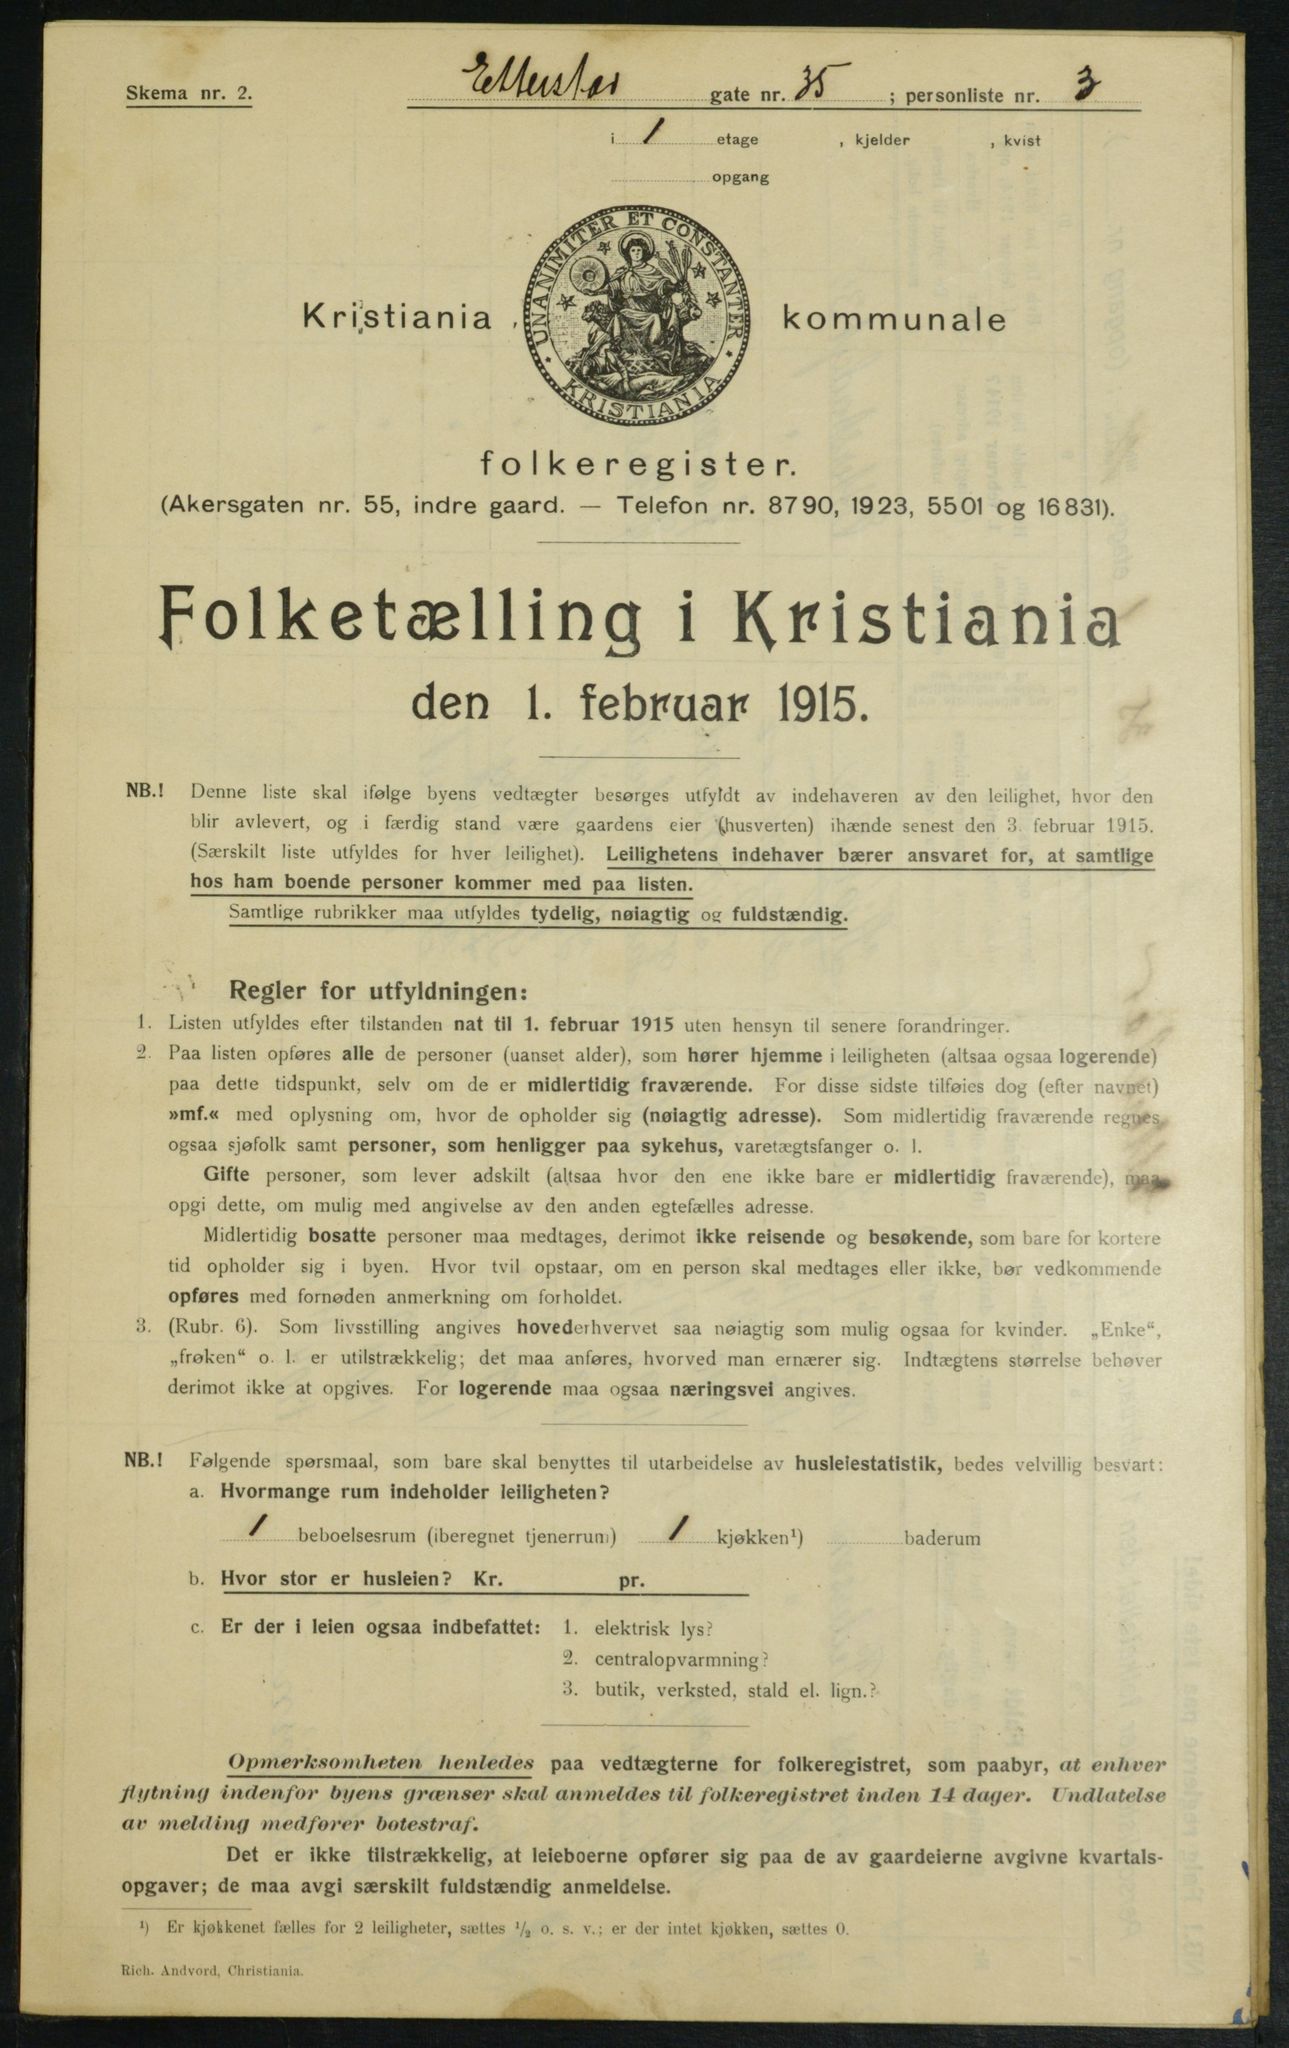 Skema nr. 2.
Etterstad gate nr. 35 ; personliste nr. 3
i 1 etage , kjelder , kvist
opgang
UNANIMITER ET CONSTANTER
KRISTIANIA
Kristiania kommunale
folkeregister.
(Akersgaten nr. 55, indre gaard. — Telefon nr. 8790, 1923, 5501 og 16831).
Folketælling i Kristiania
den 1. februar 1915.
NB.! Denne liste skal ifølge byens vedtægter besørges utfyldt av indehaveren av den leilighet, hvor den
blir avlevert, og i færdig stand være gaardens eier (husverten) ihænde senest den 3. februar 1915.
(Særskilt liste utfyldes for hver leilighet). Leilighetens indehaver bærer ansvaret for, at samtlige
hos ham boende personer kommer med paa listen.
Samtlige rubrikker maa utfyldes tydelig, nøiagtig og fuldstændig.
Regler for utfyldningen:
1. Listen utfyldes efter tilstanden nat til 1. februar 1915 uten hensyn til senere forandringer.
2. Paa listen opføres alle de personer (uanset alder), som hører hjemme i leiligheten (altsaa ogsaa logerende)
paa dette tidspunkt, selv om de er midlertidig fraværende. For disse sidste tilføies dog (efter navnet)
»mf.« med oplysning om, hvor de opholder sig (nøiagtig adresse). Som midlertidig fraværende regnes
ogsaa sjøfolk samt personer, som henligger paa sykehus, varetægtsfanger o. l.
Gifte personer, som lever adskilt (altsaa hvor den ene ikke bare er midlertidig fraværende), maa
opgi dette, om mulig med angivelse av den anden egtefælles adresse.
Midlertidig bosatte personer maa medtages, derimot ikke reisende og besøkende, som bare for kortere
tid opholder sig i byen. Hvor tvil opstaar, om en person skal medtages eller ikke, bør vedkommende
opføres med fornøden anmerkning om forholdet.
3. (Rubr. 6). Som livsstilling angives hovederhvervet saa nøiagtig som mulig ogsaa for kvinder. „Enke“,
„frøken“ o. l. er utilstrækkelig; det maa anføres, hvorved man ernærer sig. Indtægtens størrelse behøver
derimot ikke at opgives. For logerende maa ogsaa næringsvei angives.
NB.! Følgende spørsmaal, som bare skal benyttes til utarbeidelse av husleiestatistik, bedes velvillig besvart:
a. Hvormange rum indeholder leiligheten?
1 beboelsesrum (iberegnet tjenerrum) 1 kjøkken¹) baderum
b. Hvor stor er husleien? Kr. pr.
c. Er der i leien ogsaa indbefattet: 1. elektrisk lys?
2. centralopvarmning?
3. butik, verksted, stald el. lign.?
Opmerksomheten henledes paa vedtægterne for folkeregistret, som paabyr, at enhver
flytning indenfor byens grænser skal anmeldes til folkeregistret inden 14 dager. Undlatelse
av melding medfører botestraf.
Det er ikke tilstrækkelig, at leieboerne opfører sig paa de av gaardeierne avgivne kvartals-
opgaver; de maa avgi særskilt fuldstændig anmeldelse.
¹) Er kjøkkenet fælles for 2 leiligheter, sættes ½ o. s. v.; er der intet kjøkken, sættes 0.
Rich. Andvord, Christiania.